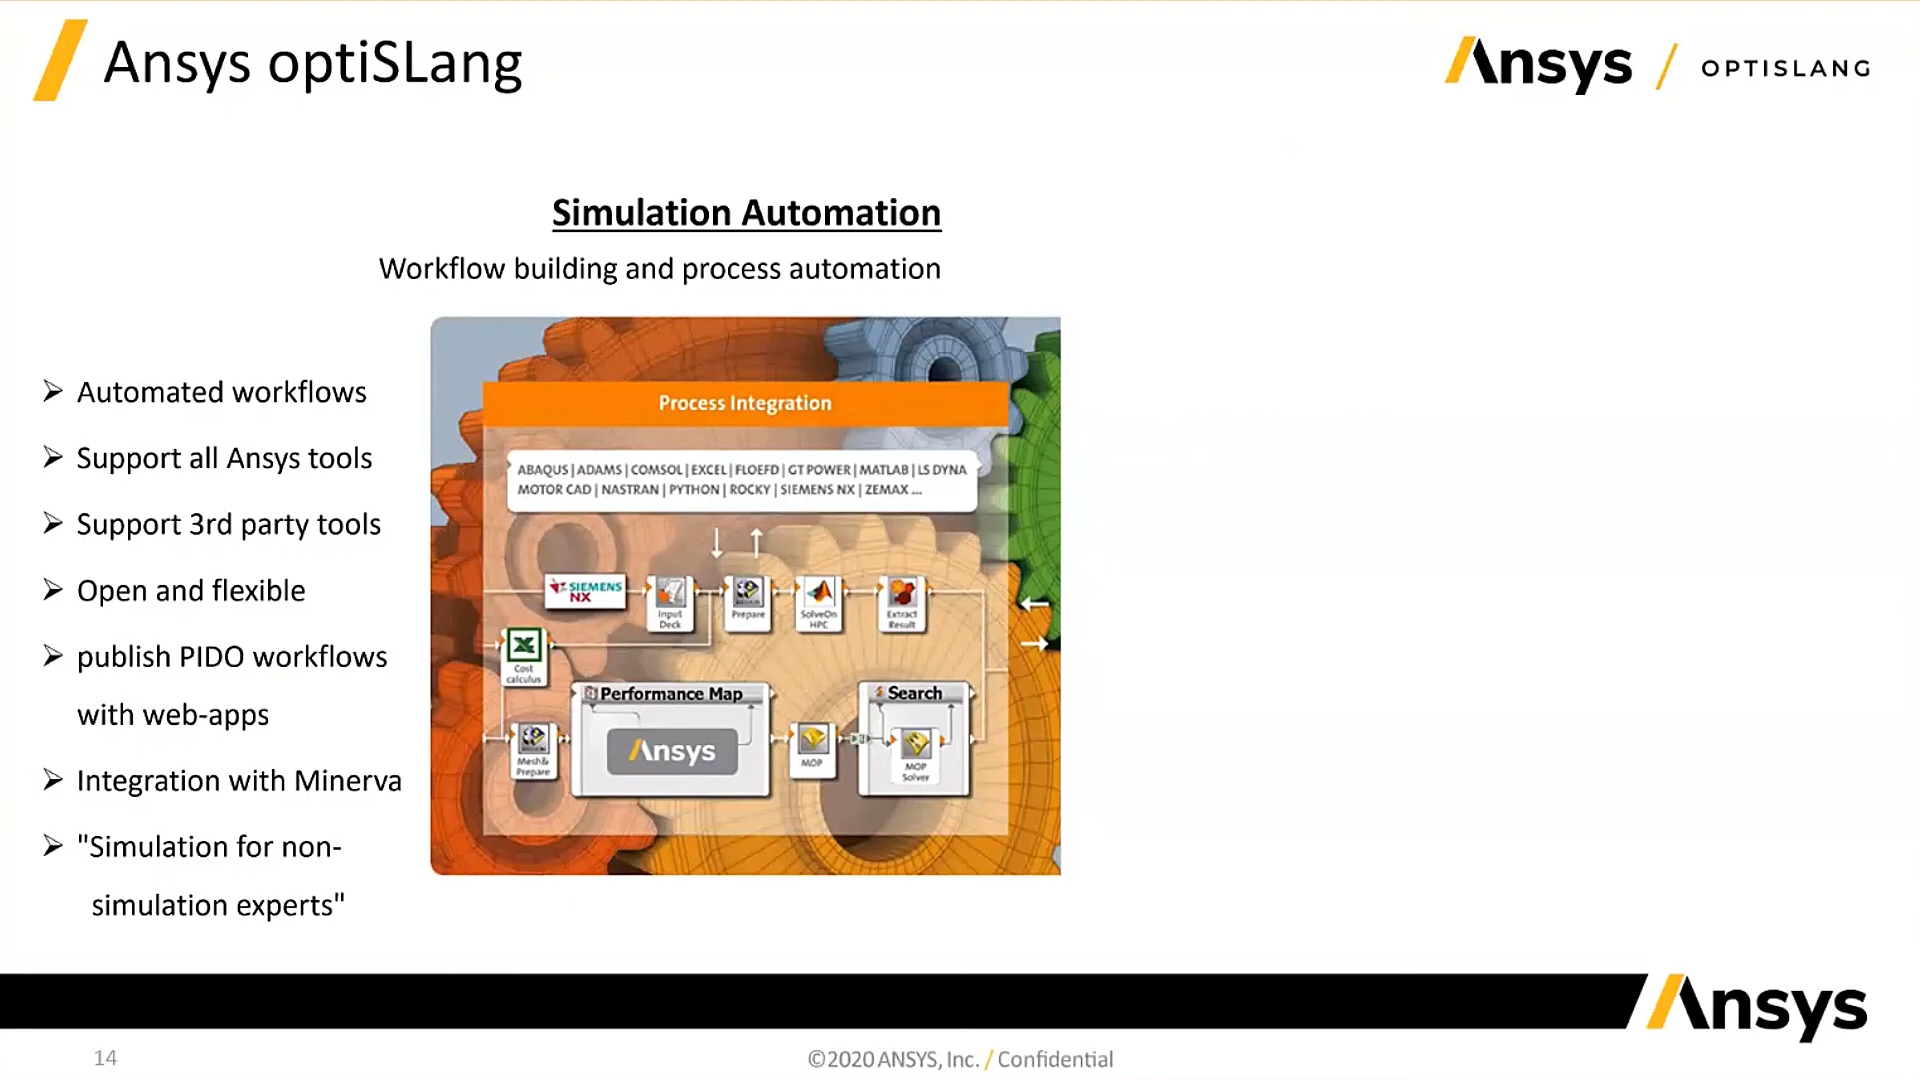 Ansys optiSLang
Ansys / OPTISLANG
Simulation Automation
Workflow building and process automation
➢ Automated workflows
➢ Support all Ansys tools
➢ Support 3rd party tools
➢ Open and flexible
➢ publish PIDO workflows
with web-apps
➢ Integration with Minerva
➢ "Simulation for non-
simulation experts"
Process Integration
ABAQUS | ADAMS | COMSOL | EXCEL | FLOEFD | GT POWER | MATLAB | LS DYNA
MOTOR CAD | NASTRAN | PYTHON | ROCKY | SIEMENS NX | ZEMAX ...
SIEMENS
NX
Input
Deck
Prepare
SolveOn
HPC
Extract
Result
Cost
calculus
Performance Map
Search
Mesh&
Prepare
Ansys
MOP
MOP
Solver
Ansys
14
©2020 ANSYS, Inc. / Confidential